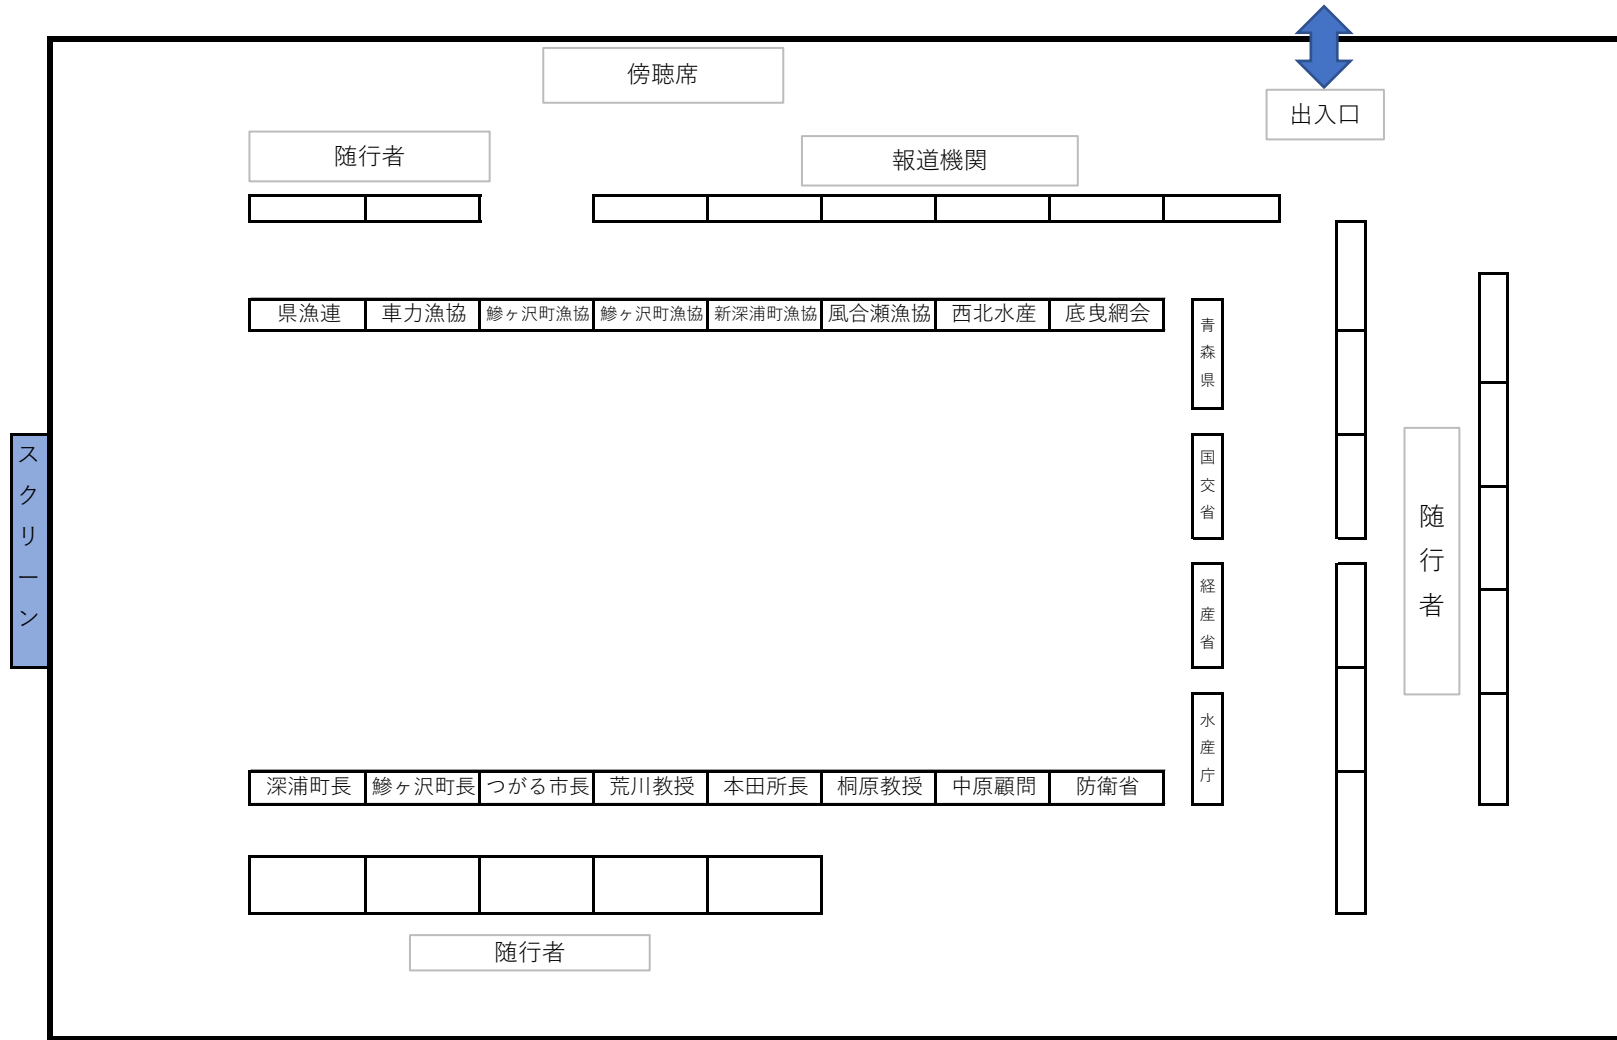 傍聴席
出入口
随行者
報道機関
県漁連
車力漁協
鰺ヶ沢町漁協
鰺ヶ沢町漁協
新深浦町漁協
風合瀬漁協
西北水産
底曳網会
青森県
国交省
経産省
水産庁
スクリーン
随行者
深浦町長
鰺ヶ沢町長
つがる市長
荒川教授
本田所長
桐原教授
中原顧問
防衛省
随行者